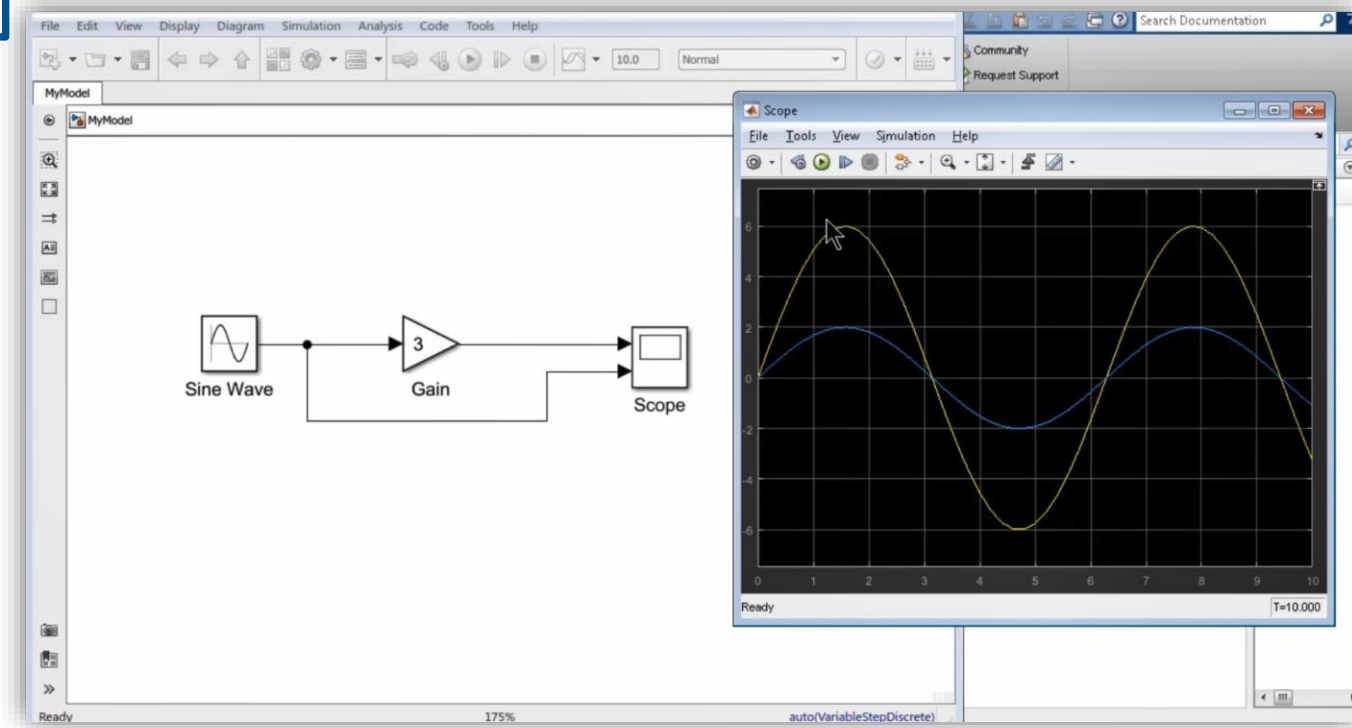 File Edit View Display Diagram Simulation Analysis Code Tools Help
Search Documentation
10.0 Normal
Community
Request Support
MyModel
MyModel
Scope
File Tools View Simulation Help
6
4
2
0
-2
-4
-6
0 1 2 3 4 5 6 7 8 9 10
Ready T=10.000
3
Sine Wave
Gain
Scope
Ready 175% auto(VariableStepDiscrete)